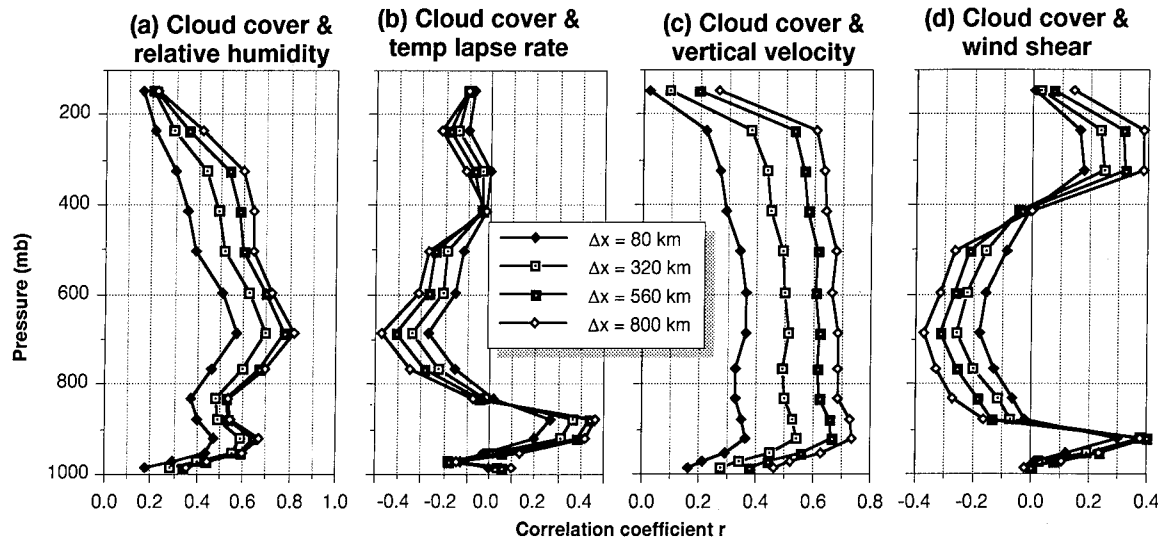 (a) Cloud cover &
relative humidity
(b) Cloud cover &
temp lapse rate
(c) Cloud cover &
vertical velocity
(d) Cloud cover &
wind shear
Pressure (mb)
200
400
600
800
1000
Δx = 80 km
Δx = 320 km
Δx = 560 km
Δx = 800 km
0.0 0.2 0.4 0.6 0.8 1.0
-0.4 -0.2 0.0 0.2 0.4
0.0 0.2 0.4 0.6 0.8
-0.4 -0.2 0.0 0.2 0.4
Correlation coefficient r